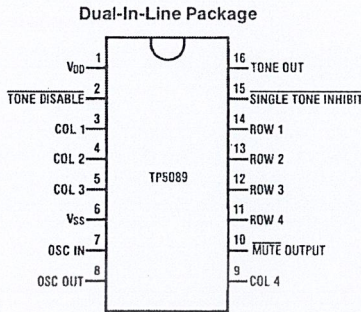 Dual-In-Line Package
VDD 1 16 TONE OUT
TONE DISABLE 2 15 SINGLE TONE INHIBIT
COL 1 3 14 ROW 1
COL 2 4 13 ROW 2
COL 3 5 TP5089 12 ROW 3
VSS 6 11 ROW 4
OSC IN 7 10 MUTE OUTPUT
OSC OUT 8 9 COL 4